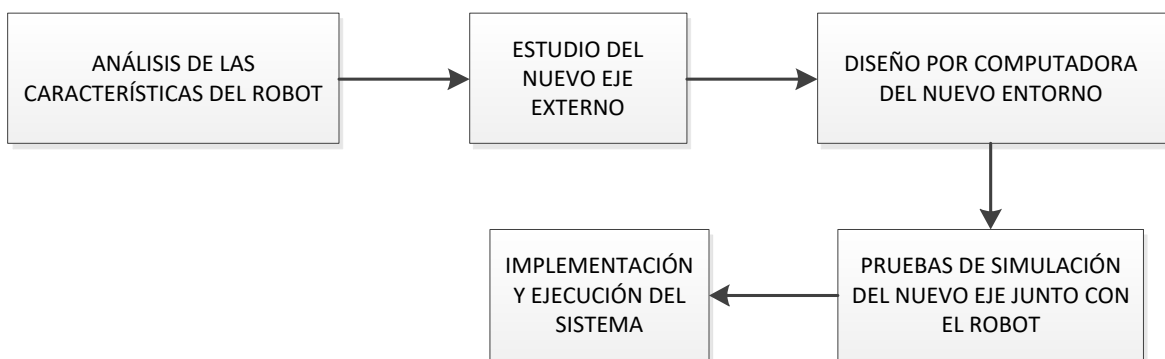 ANÁLISIS DE LAS
CARACTERÍSTICAS DEL ROBOT
ESTUDIO DEL
NUEVO EJE
EXTERNO
DISEÑO POR COMPUTADORA
DEL NUEVO ENTORNO
PRUEBAS DE SIMULACIÓN
DEL NUEVO EJE JUNTO CON
EL ROBOT
IMPLEMENTACIÓN
Y EJECUCIÓN DEL
SISTEMA